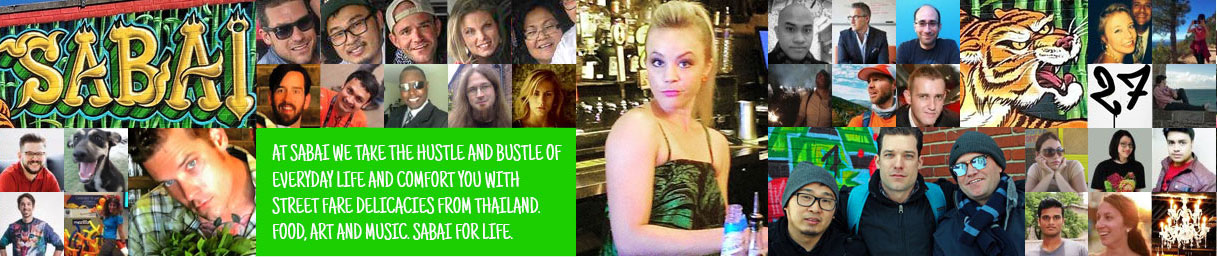 SABAI
27
AT SABAI WE TAKE THE HUSTLE AND BUSTLE OF
EVERYDAY LIFE AND COMFORT YOU WITH
STREET FARE DELICACIES FROM THAILAND.
FOOD, ART AND MUSIC. SABAI FOR LIFE.